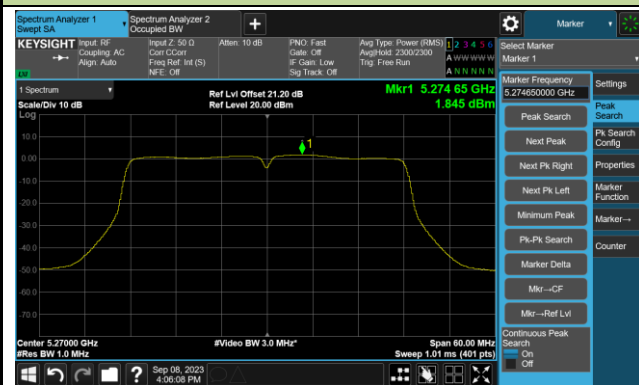 Spectrum Analyzer 1
Swept SA
Spectrum Analyzer 2
Occupied BW
Marker
KEYSIGHT
Input: RF
Coupling: AC
Align: Auto
Input Z: 50 Ω
Corr CCorr
Freq Ref: Int (S)
NFE: Off
Atten: 10 dB
PNO: Fast
Gate: Off
IF Gain: Low
Sig Track: Off
Avg Type: Power (RMS)
Avg|Hold: 2300/2300
Trig: Free Run
1 2 3 4 5 6
A W W W W W
A N N N N N
LXI
Select Marker
Marker 1
1 Spectrum
Scale/Div 10 dB
Log
Ref Lvl Offset 21.20 dB
Ref Level 20.00 dBm
Mkr1 5.274 65 GHz
1.845 dBm
1
10.0
0.00
-10.0
-20.0
-30.0
-40.0
-50.0
-60.0
-70.0
Center 5.27000 GHz
#Res BW 1.0 MHz
#Video BW 3.0 MHz*
Span 60.00 MHz
Sweep 1.01 ms (401 pts)
Marker Frequency
5.274650000 GHz
Peak Search
Next Peak
Next Pk Right
Next Pk Left
Minimum Peak
Pk-Pk Search
Marker Delta
Mkr→CF
Mkr→Ref Lvl
Continuous Peak
Search
On
Off
Settings
Peak
Search
Pk Search
Config
Properties
Marker
Function
Marker→
Counter
Sep 08, 2023
4:06:08 PM